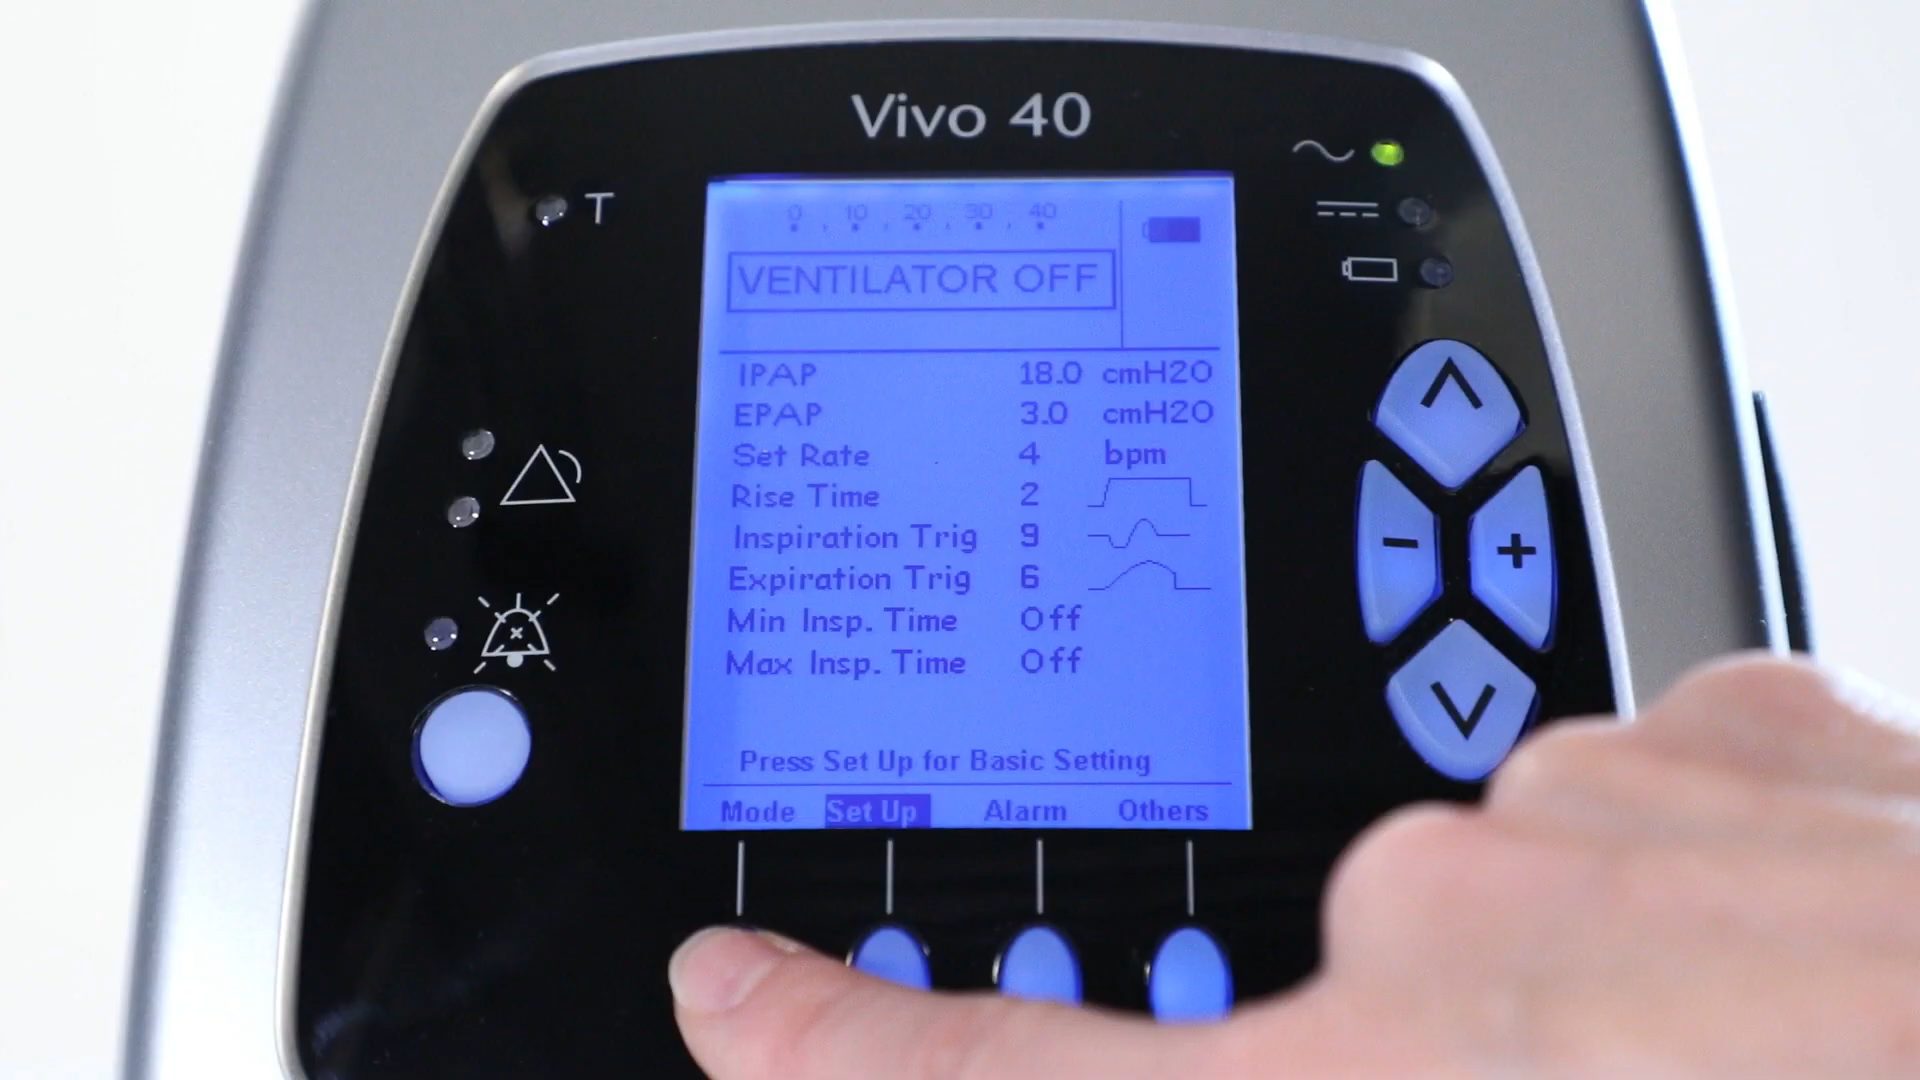 Vivo 40
T
0 10 20 30 40
VENTILATOR OFF
IPAP 18.0 cmH2O
EPAP 3.0 cmH2O
Set Rate 4 bpm
Rise Time 2
Inspiration Trig 9
Expiration Trig 6
Min Insp. Time Off
Max Insp. Time Off
Press Set Up for Basic Setting
Mode Set Up Alarm Others
- +